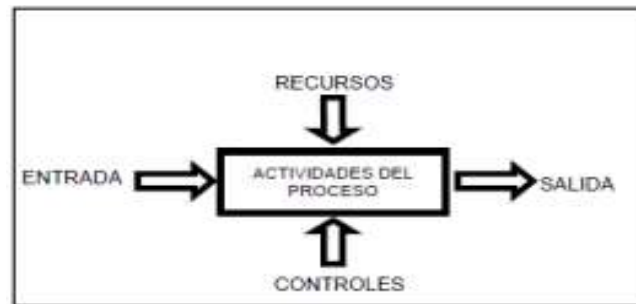 RECURSOS
ENTRADA
ACTIVIDADES DEL
PROCESO
SALIDA
CONTROLES